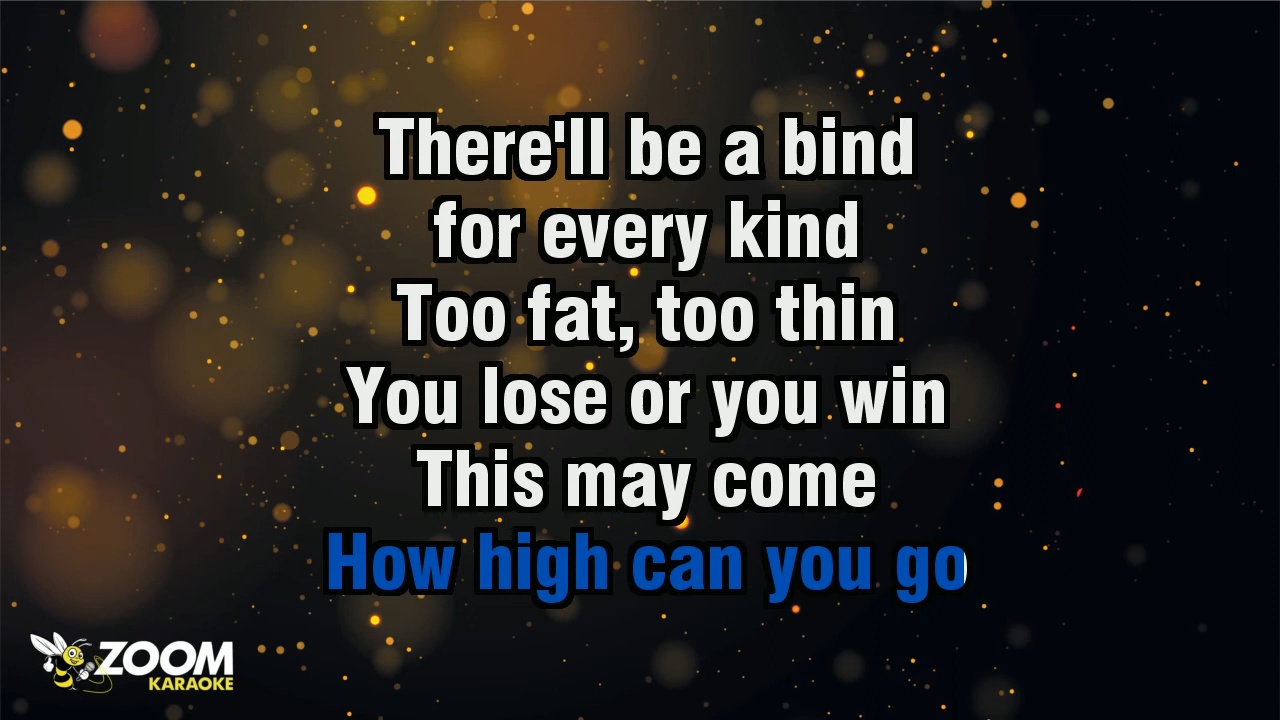 There'll be a bind
for every kind
Too fat, too thin
You lose or you win
This may come
How high can you go
ZOOM
KARAOKE